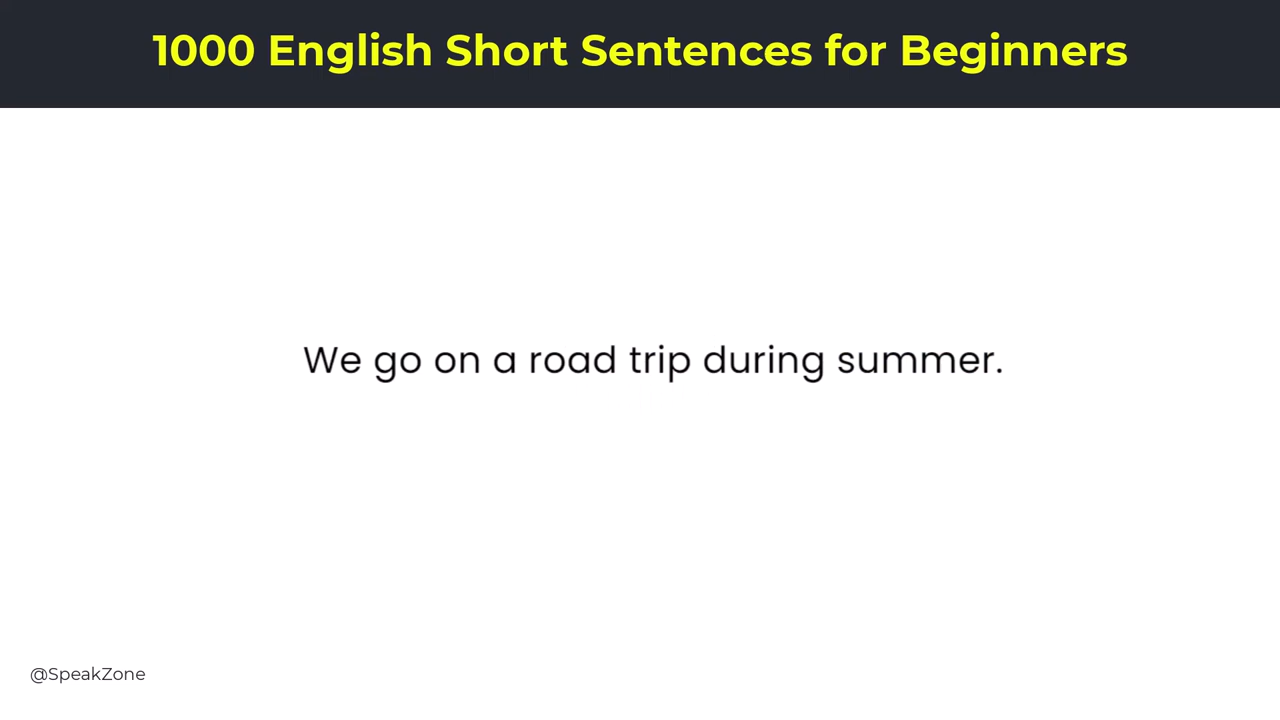 1000 English Short Sentences for Beginners
We go on a road trip during summer.
@SpeakZone